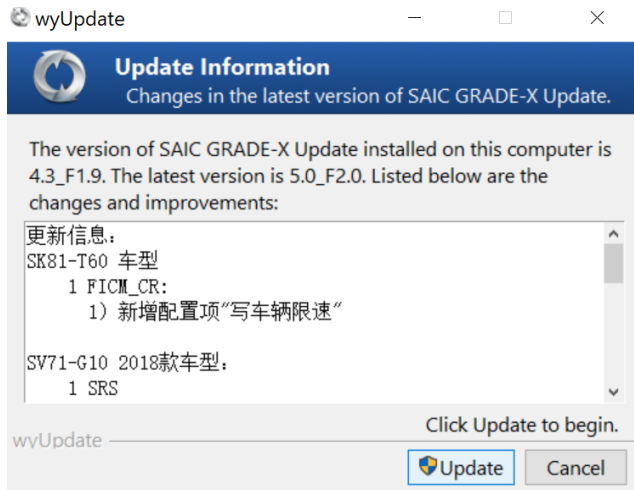 wyUpdate
Update Information
Changes in the latest version of SAIC GRADE-X Update.
The version of SAIC GRADE-X Update installed on this computer is
4.3_F1.9. The latest version is 5.0_F2.0. Listed below are the
changes and improvements:
更新信息：
SK81-T60 车型
1 FICM_CR:
1) 新增配置项"写车辆限速"
SV71-G10 2018款车型：
1 SRS
Click Update to begin.
wyUpdate
Update
Cancel